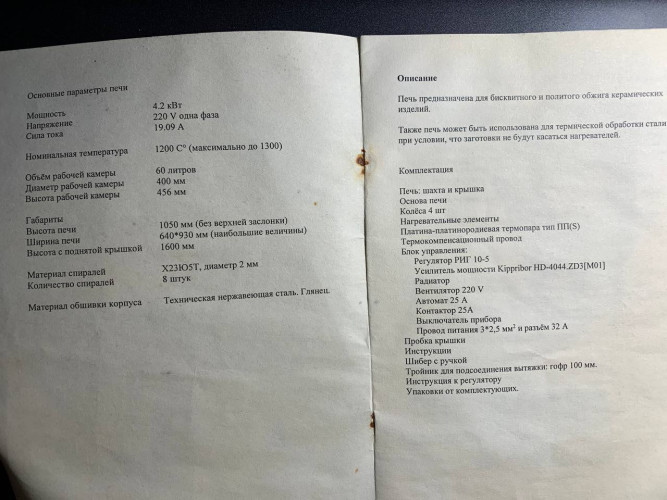 Основные параметры печи
Мощность 4.2 кВт
Напряжение 220 V одна фаза
Сила тока 19.09 А
Номинальная температура 1200 С° (максимально до 1300)
Объём рабочей камеры 60 литров
Диаметр рабочей камеры 400 мм
Высота рабочей камеры 456 мм
Габариты
Высота печи 1050 мм (без верхней заслонки)
Ширина печи 640*930 мм (наибольшие величины)
Высота с поднятой крышкой 1600 мм
Материал спиралей Х23Ю5Т, диаметр 2 мм
Количество спиралей 8 штук
Материал обшивки корпуса Техническая нержавеющая сталь. Глянец.
Описание
Печь предназначена для бисквитного и политого обжига керамических
изделий.
Также печь может быть использована для термической обработки стали
при условии, что заготовки не будут касаться нагревателей.
Комплектация
Печь: шахта и крышка
Основа печи
Колёса 4 шт
Нагревательные элементы
Платина-платинородиевая термопара тип ПП(S)
Термокомпенсационный провод
Блок управления:
Регулятор РИГ 10-5
Усилитель мощности Kippribor HD-4044.ZD3[M01]
Радиатор
Вентилятор 220 V
Автомат 25 А
Контактор 25А
Выключатель прибора
Провод питания 3*2,5 мм² и разъём 32 А
Пробка крышки
Инструкции
Шибер с ручкой
Тройник для подсоединения вытяжки: гофр 100 мм.
Инструкция к регулятору
Упаковки от комплектующих.